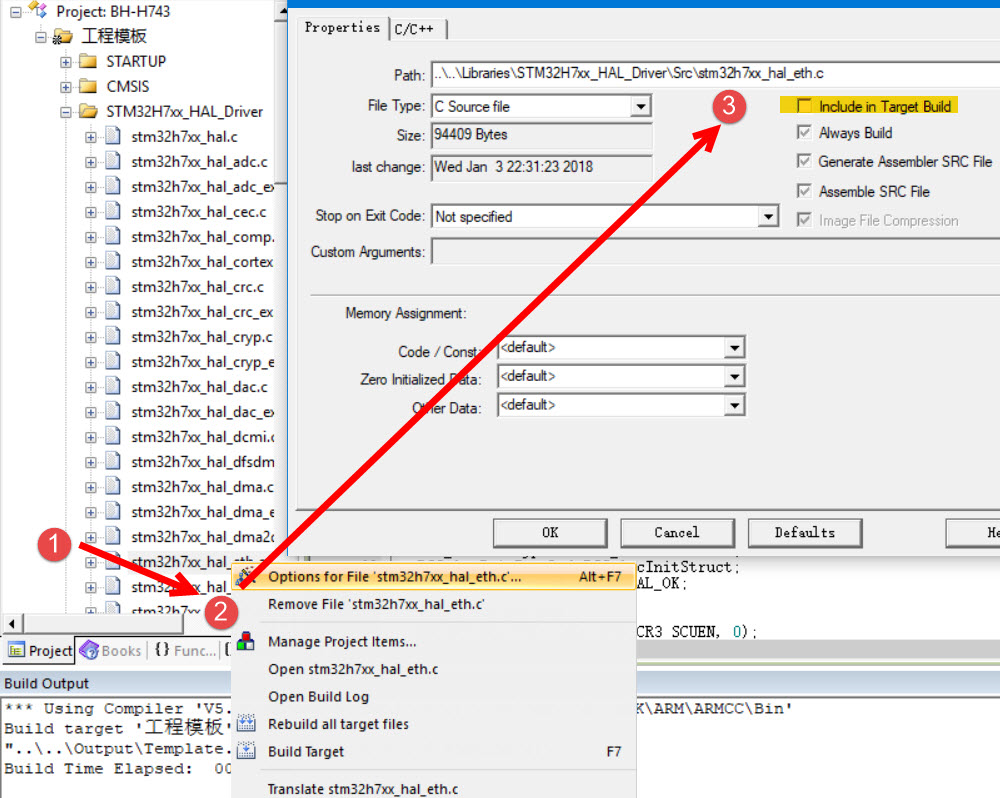 Project: BH-H743
工程模板
STARTUP
CMSIS
STM32H7xx_HAL_Driver
stm32h7xx_hal.c
stm32h7xx_hal_adc.c
stm32h7xx_hal_adc_ex
stm32h7xx_hal_cec.c
stm32h7xx_hal_comp.
stm32h7xx_hal_cortex
stm32h7xx_hal_crc.c
stm32h7xx_hal_crc_ex
stm32h7xx_hal_cryp.c
stm32h7xx_hal_cryp_e
stm32h7xx_hal_dac.c
stm32h7xx_hal_dac_ex
stm32h7xx_hal_dcmi.c
stm32h7xx_hal_dfsdm
stm32h7xx_hal_dma.c
stm32h7xx_hal_dma_e
stm32h7xx_hal_dma2d
stm32h7xx_hal_eth.c
stm32h7xx_hal_
stm32h7xx
Project
Books
{} Func...
Properties
C/C++
Path: ..\..\Libraries\STM32H7xx_HAL_Driver\Src\stm32h7xx_hal_eth.c
File Type: C Source file
Size: 94409 Bytes
last change: Wed Jan 3 22:31:23 2018
Stop on Exit Code: Not specified
Custom Arguments:
3
Include in Target Build
Always Build
Generate Assembler SRC File
Assemble SRC File
Image File Compression
Memory Assignment:
Code / Const: <default>
Zero Initialized Data: <default>
Other Data: <default>
OK
Cancel
Defaults
He
1
2
cInitStruct;
AL_OK;
CR3 SCUEN, 0);
Options for File 'stm32h7xx_hal_eth.c'... Alt+F7
Remove File 'stm32h7xx_hal_eth.c'
Manage Project Items...
Open stm32h7xx_hal_eth.c
Open Build Log
Rebuild all target files
Build Target F7
Translate stm32h7xx_hal_eth.c
Build Output
*** Using Compiler 'V5. K\ARM\ARMCC\Bin'
Build target '工程模板'
"..\..\Output\Template.
Build Time Elapsed: 00